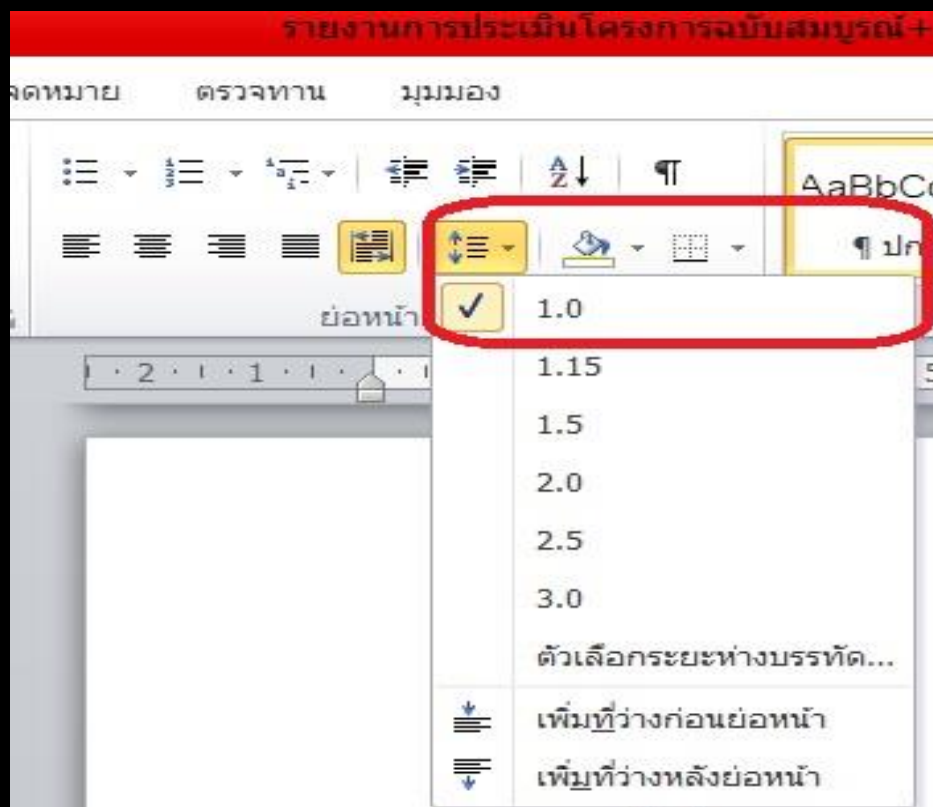 รายงานการประเมินโครงการฉบับสมบูรณ์+
จดหมาย ตรวจทาน มุมมอง
AaBbCc
¶ ปก
ย่อหน้า
1.0
2 1
1.15
1.5
2.0
2.5
3.0
ตัวเลือกระยะห่างบรรทัด...
เพิ่มที่ว่างก่อนย่อหน้า
เพิ่มที่ว่างหลังย่อหน้า